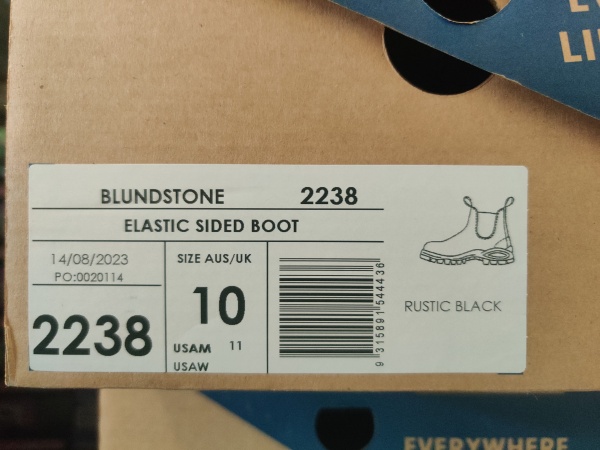 BLUNDSTONE 2238
ELASTIC SIDED BOOT
14/08/2023
PO:0020114
2238
SIZE AUS/UK
10
USAM 11
USAW
9 315891 544436
RUSTIC BLACK
EVERYWHERE